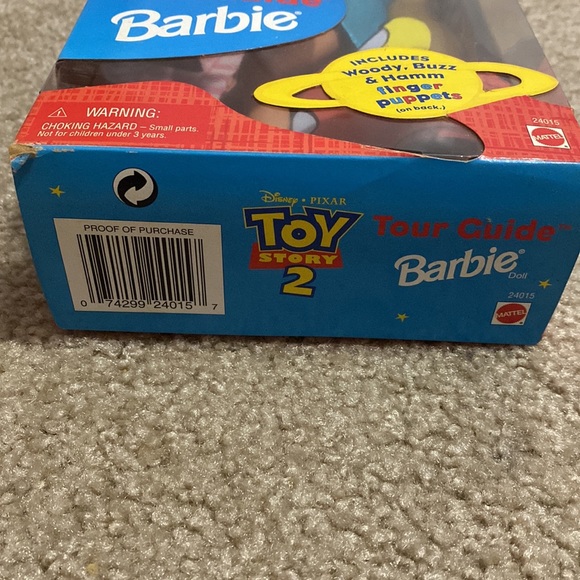 Barbie®
INCLUDES
Woody, Buzz
& Hamm
finger
puppets
(on back.)
WARNING:
CHOKING HAZARD – Small parts.
Not for children under 3 years.
24015
MATTEL
PROOF OF PURCHASE
0 74299 24015 7
Disney • PIXAR
TOY
STORY
2
Tour Guide™
Barbie®
Doll
24015
MATTEL